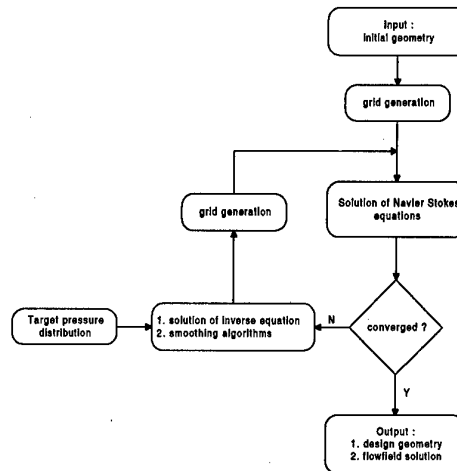 Input :
initial geometry
grid generation
Solution of Navier Stokes
equations
grid generation
Target pressure
distribution
1. solution of inverse equation
2. smoothing algorithms
N
converged ?
Y
Output :
1. design geometry
2. flowfield solution